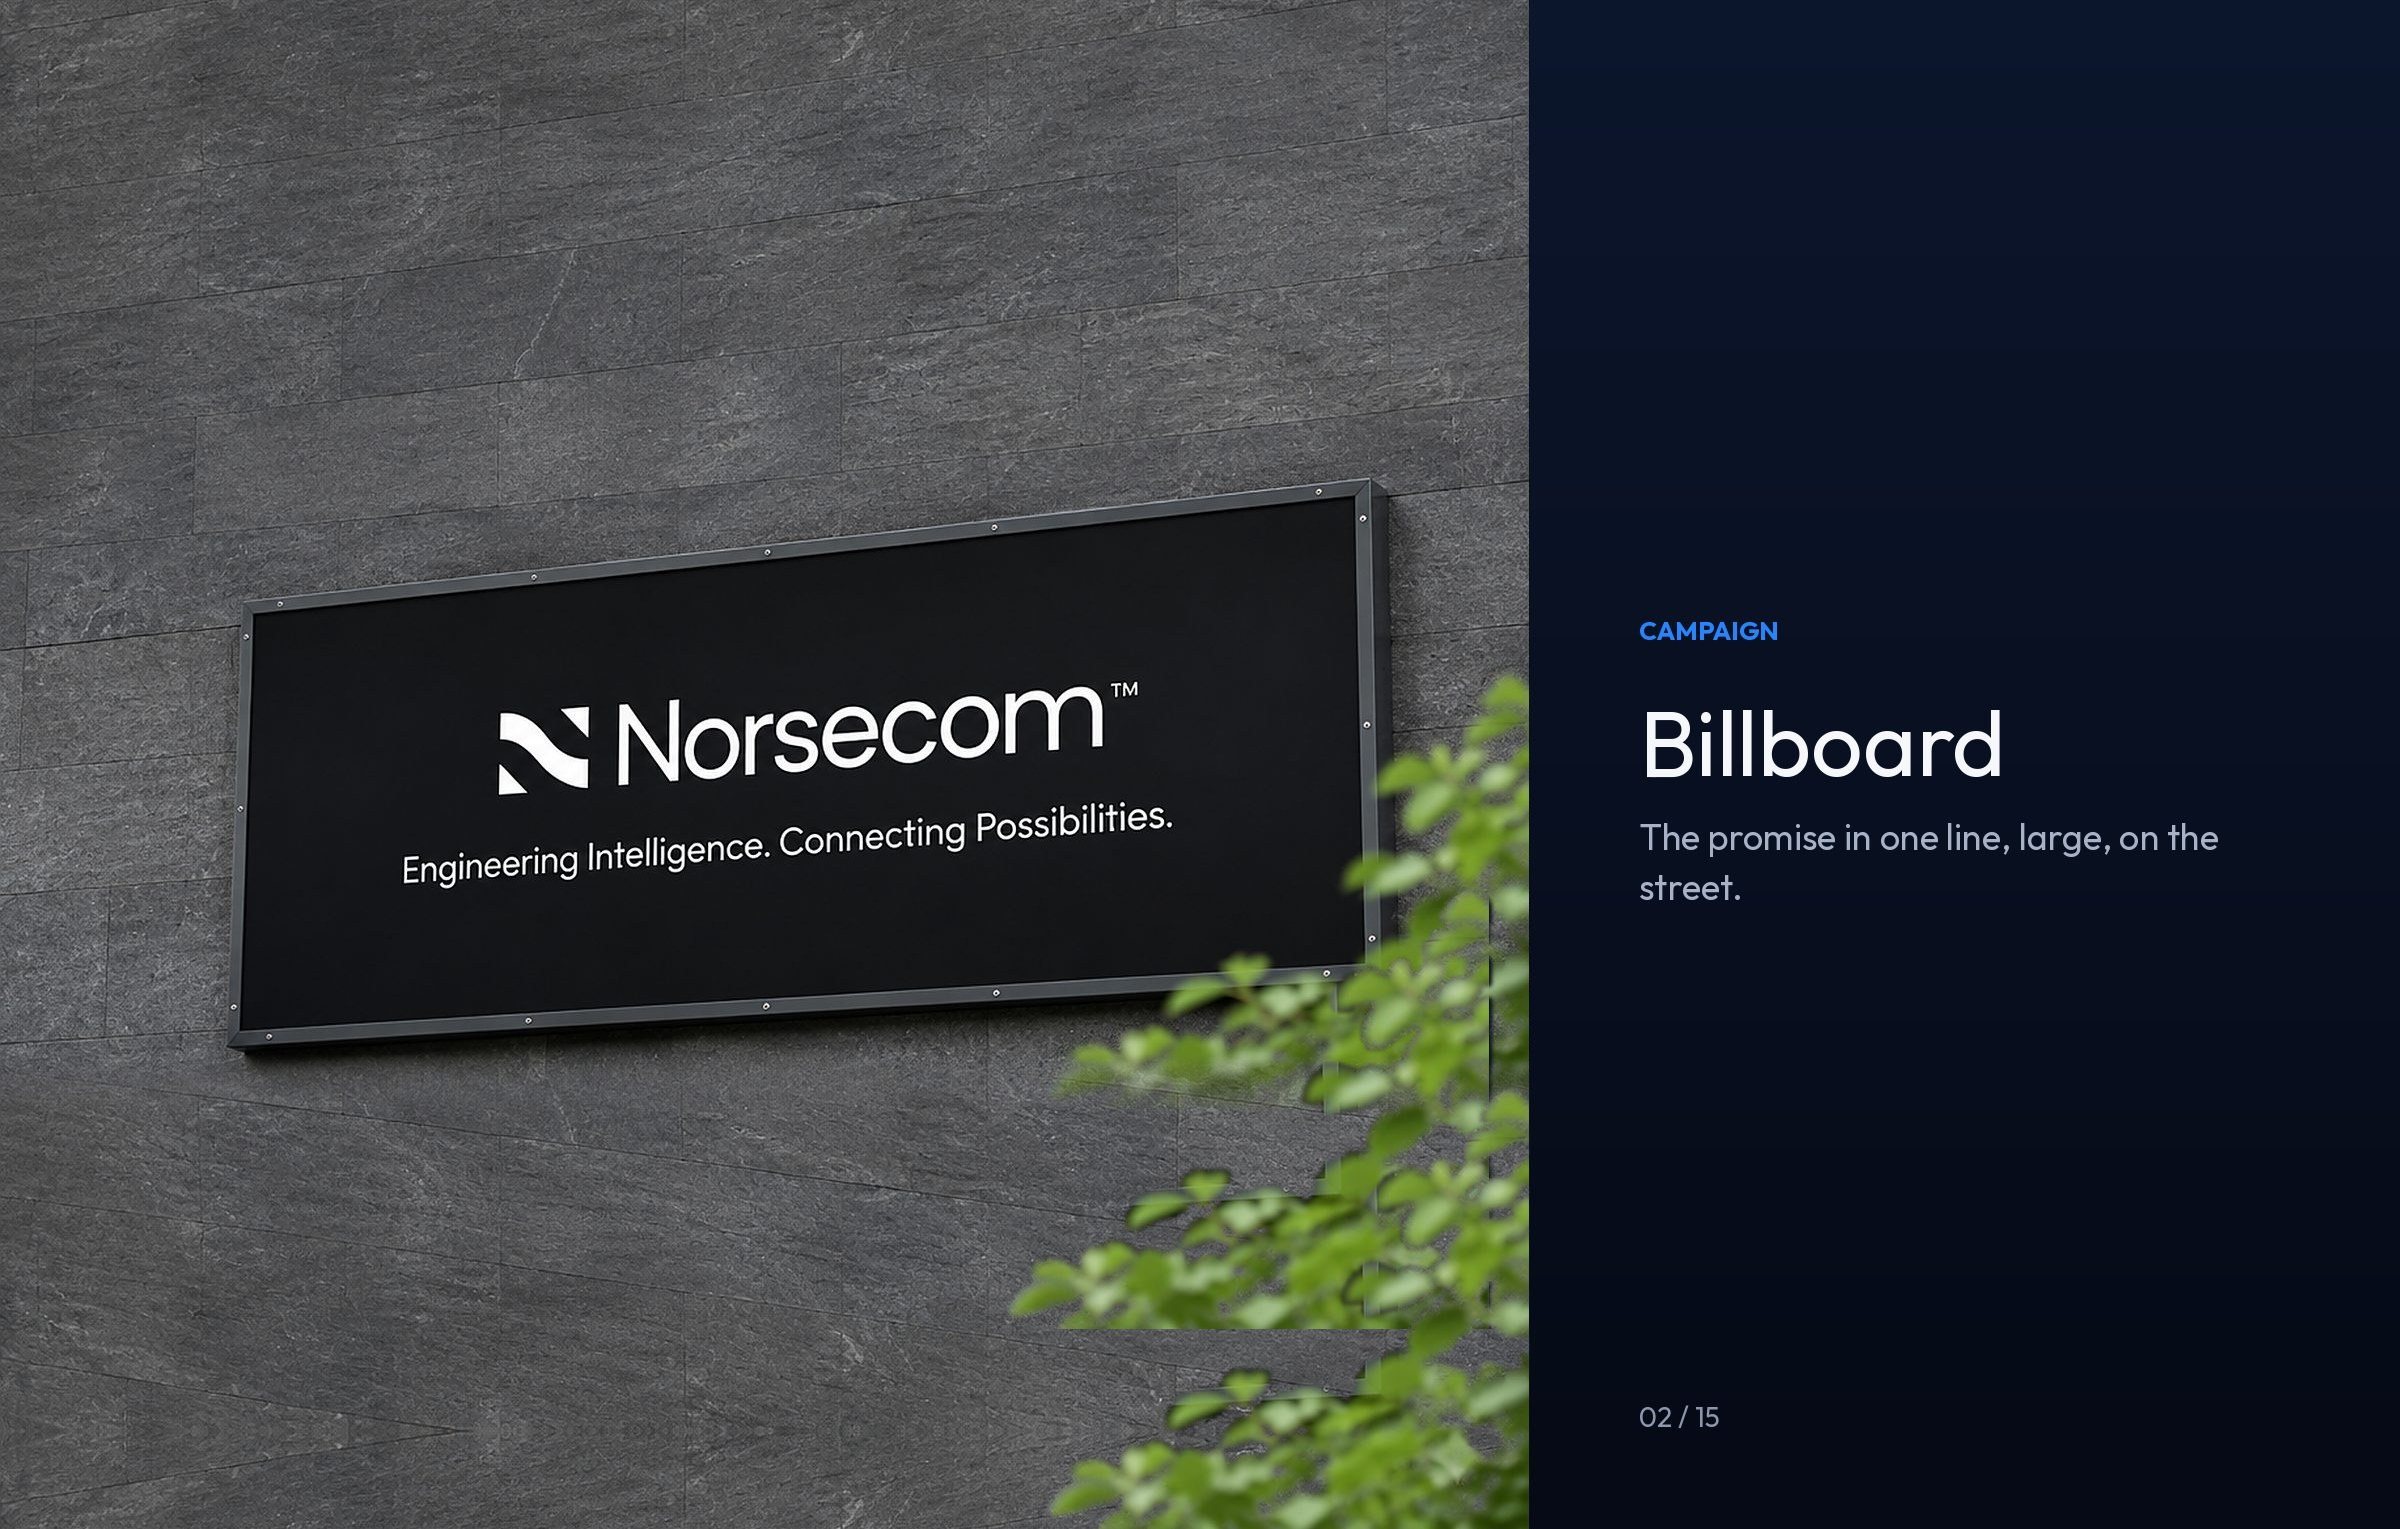 Norsecom™
Engineering Intelligence. Connecting Possibilities.
CAMPAIGN
Billboard
The promise in one line, large, on the
street.
02 / 15